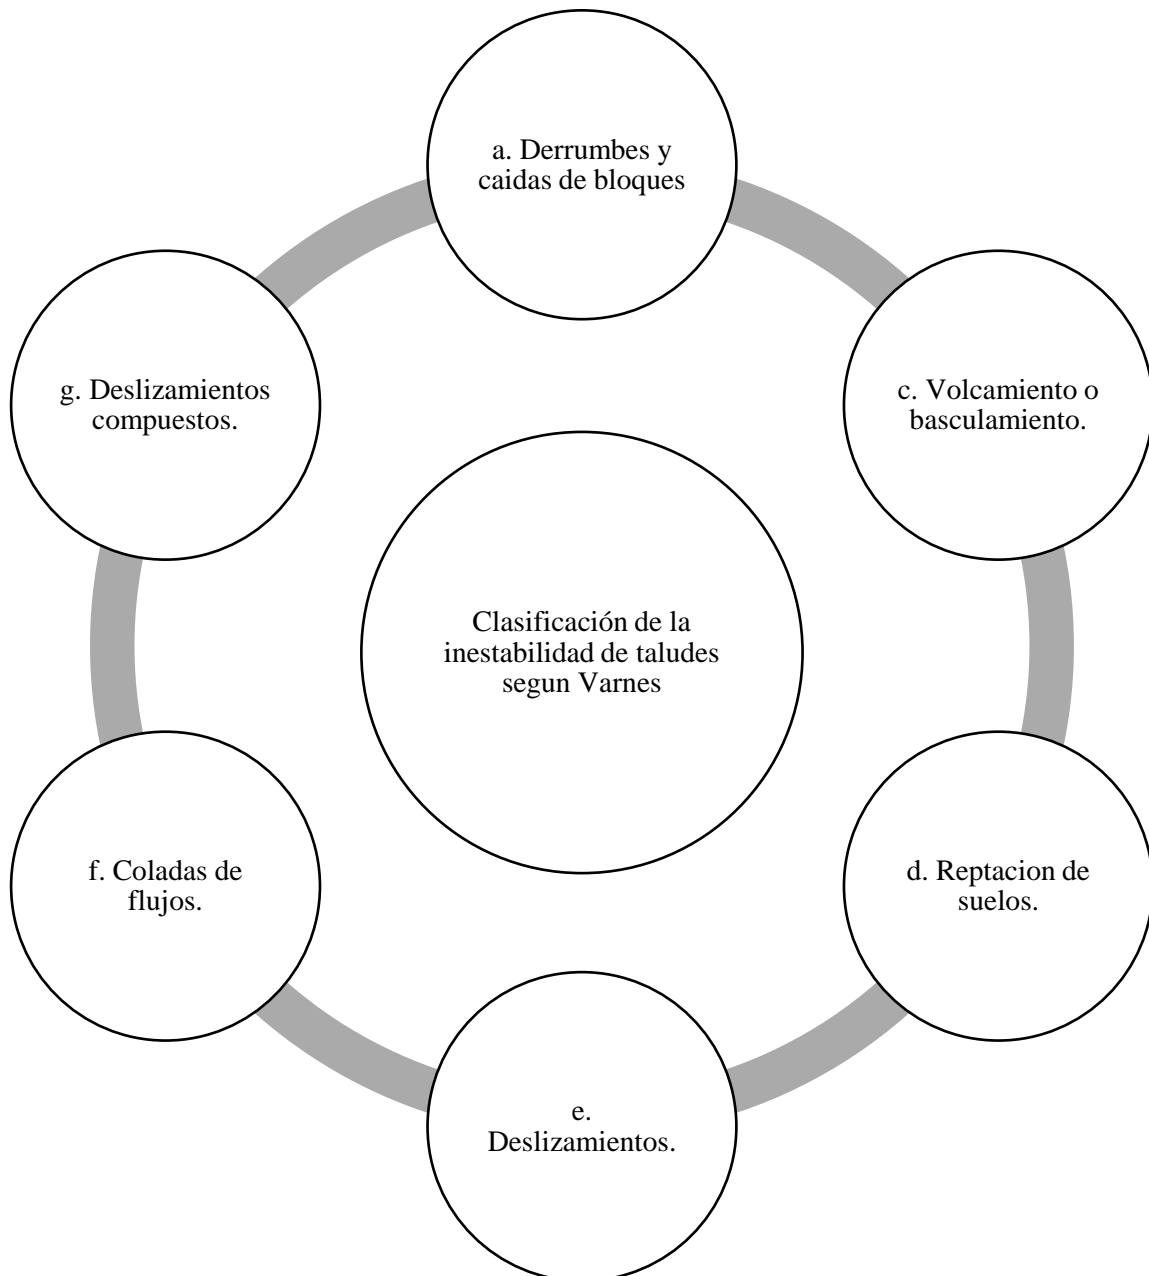 a. Derrumbes y
caidas de bloques
c. Volcamiento o
basculamiento.
d. Reptacion de
suelos.
e.
Deslizamientos.
f. Coladas de
flujos.
g. Deslizamientos
compuestos.
Clasificación de la
inestabilidad de taludes
segun Varnes